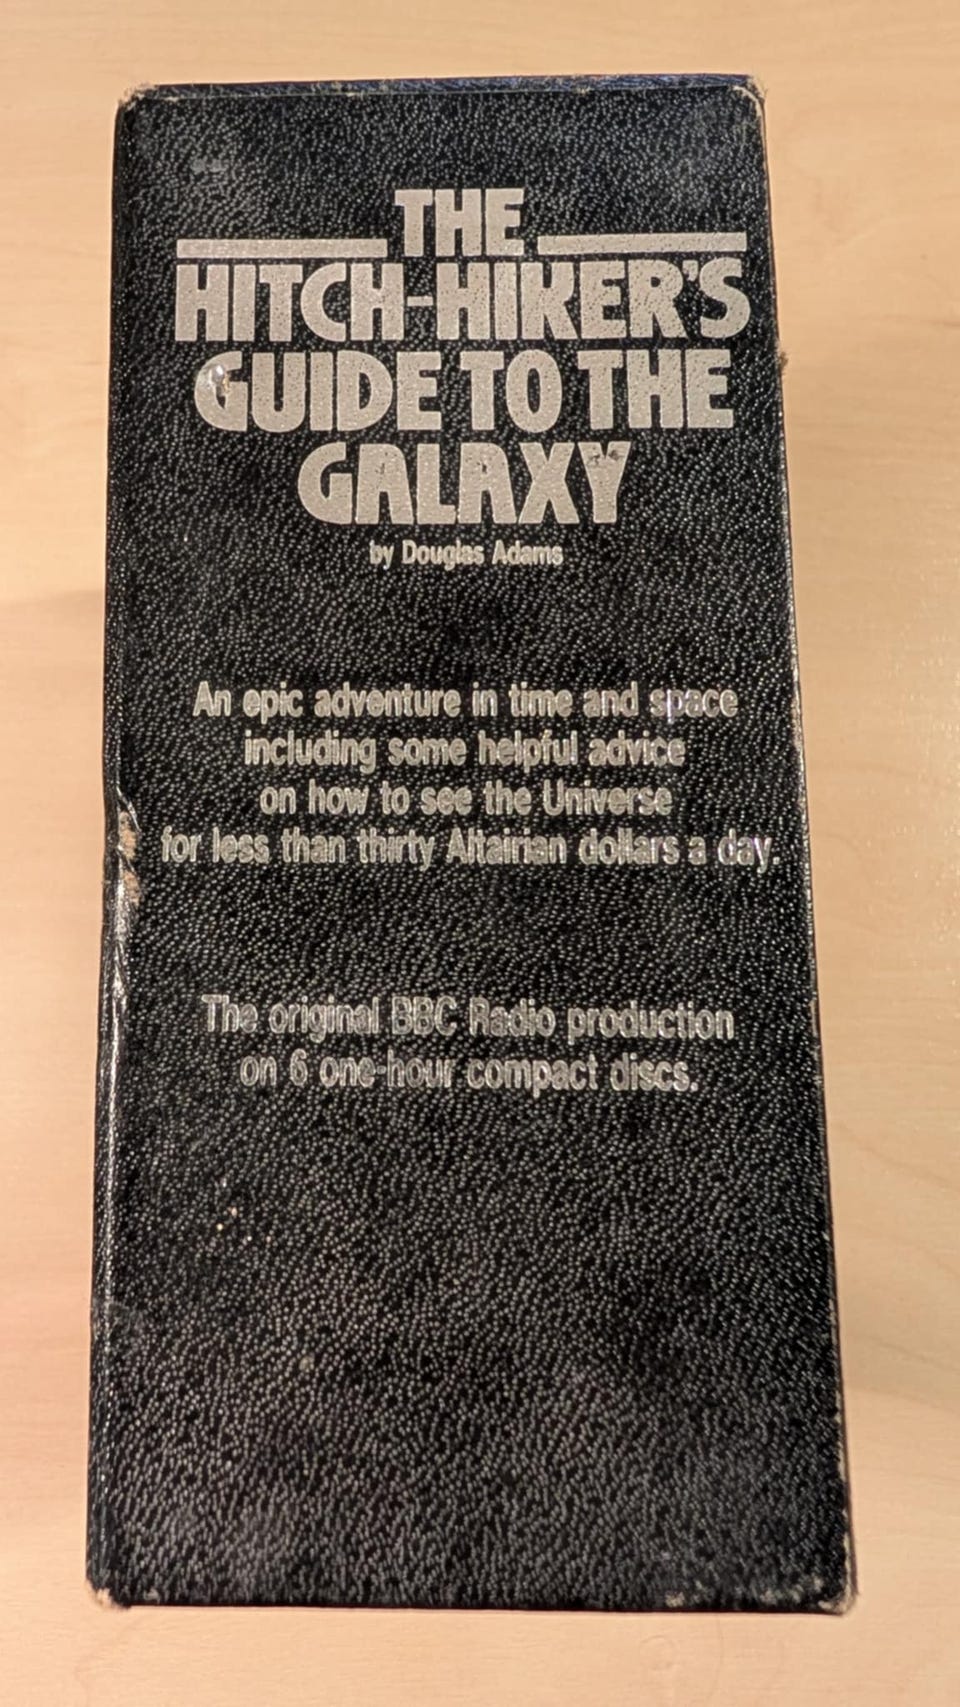 THE
HITCH-HIKER'S
GUIDE TO THE
GALAXY
by Douglas Adams
An epic adventure in time and space
including some helpful advice
on how to see the Universe
for less than thirty Altairian dollars a day.
The original BBC Radio production
on 6 one-hour compact discs.